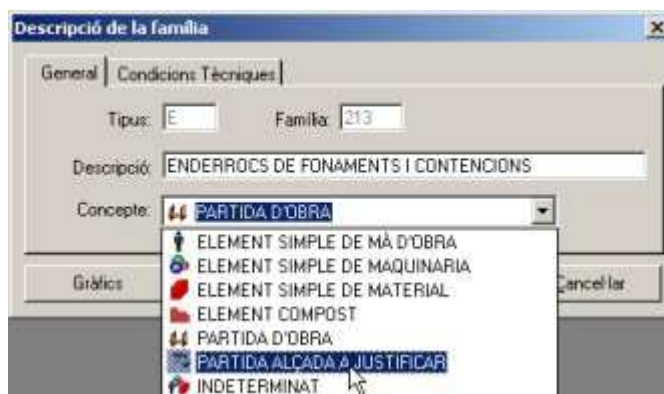 Descripció de la família
General Condicions Tècniques
Tipus: E Família: 213
Descripció: ENDERROCS DE FONAMENTS I CONTENCIONS
Concepte: PARTIDA D'OBRA
ELEMENT SIMPLE DE MÀ D'OBRA
ELEMENT SIMPLE DE MAQUINARIA
Gràfics ELEMENT SIMPLE DE MATERIAL Cancel·lar
ELEMENT COMPOST
PARTIDA D'OBRA
PARTIDA ALÇADA A JUSTIFICAR
INDETERMINAT